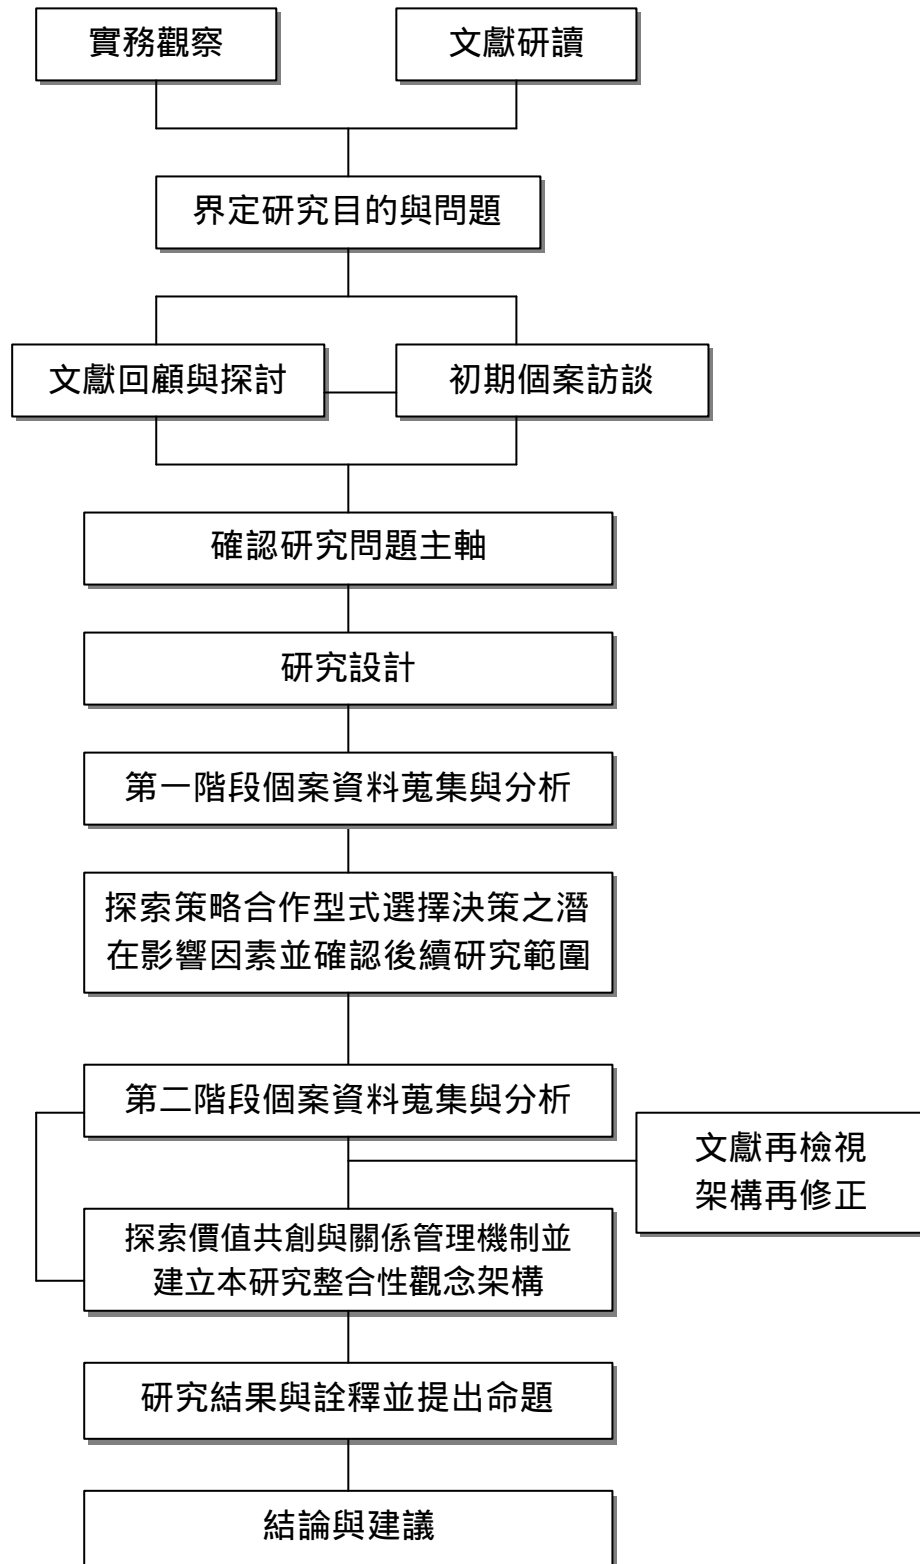 實務觀察
文獻研讀
界定研究目的與問題
文獻回顧與探討
初期個案訪談
確認研究問題主軸
研究設計
第一階段個案資料蒐集與分析
探索策略合作型式選擇決策之潛
在影響因素並確認後續研究範圍
第二階段個案資料蒐集與分析
文獻再檢視
架構再修正
探索價值共創與關係管理機制並
建立本研究整合性觀念架構
研究結果與詮釋並提出命題
結論與建議